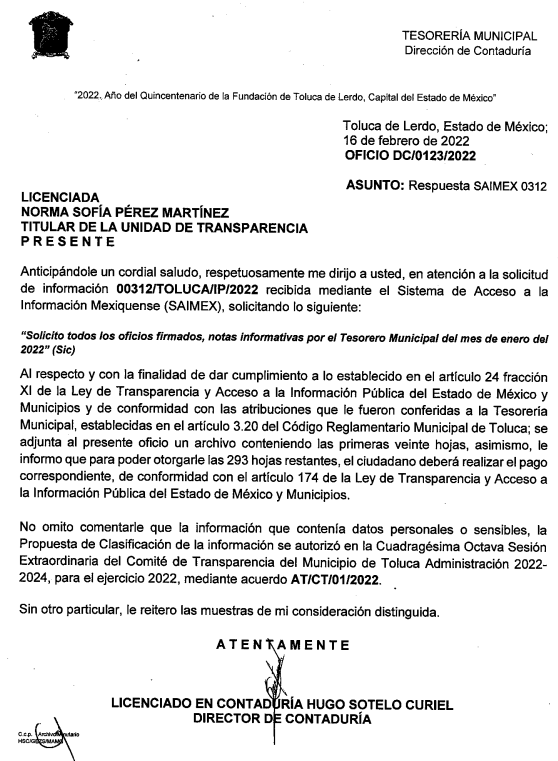 TESORERÍA MUNICIPAL
Dirección de Contaduría
"2022, Año del Quincentenario de la Fundación de Toluca de Lerdo, Capital del Estado de México"
Toluca de Lerdo, Estado de México;
16 de febrero de 2022
OFICIO DC/0123/2022
ASUNTO: Respuesta SAIMEX 0312
LICENCIADA
NORMA SOFÍA PÉREZ MARTÍNEZ
TITULAR DE LA UNIDAD DE TRANSPARENCIA
P R E S E N T E
Anticipándole un cordial saludo, respetuosamente me dirijo a usted, en atención a la solicitud
de información 00312/TOLUCA/IP/2022 recibida mediante el Sistema de Acceso a la
Información Mexiquense (SAIMEX), solicitando lo siguiente:
"Solicito todos los oficios firmados, notas informativas por el Tesorero Municipal del mes de enero del
2022" (Sic)
Al respecto y con la finalidad de dar cumplimiento a lo establecido en el artículo 24 fracción
XI de la Ley de Transparencia y Acceso a la Información Pública del Estado de México y
Municipios y de conformidad con las atribuciones que le fueron conferidas a la Tesorería
Municipal, establecidas en el artículo 3.20 del Código Reglamentario Municipal de Toluca; se
adjunta al presente oficio un archivo conteniendo las primeras veinte hojas, asimismo, le
informo que para poder otorgarle las 293 hojas restantes, el ciudadano deberá realizar el pago
correspondiente, de conformidad con el artículo 174 de la Ley de Transparencia y Acceso a
la Información Pública del Estado de México y Municipios.
No omito comentarle que la información que contenía datos personales o sensibles, la
Propuesta de Clasificación de la información se autorizó en la Cuadragésima Octava Sesión
Extraordinaria del Comité de Transparencia del Municipio de Toluca Administración 2022-
2024, para el ejercicio 2022, mediante acuerdo AT/CT/01/2022.
Sin otro particular, le reitero las muestras de mi consideración distinguida.
A T E N T A M E N T E
LICENCIADO EN CONTADURÍA HUGO SOTELO CURIEL
DIRECTOR DE CONTADURÍA
C.c.p. Archivo/Minutario